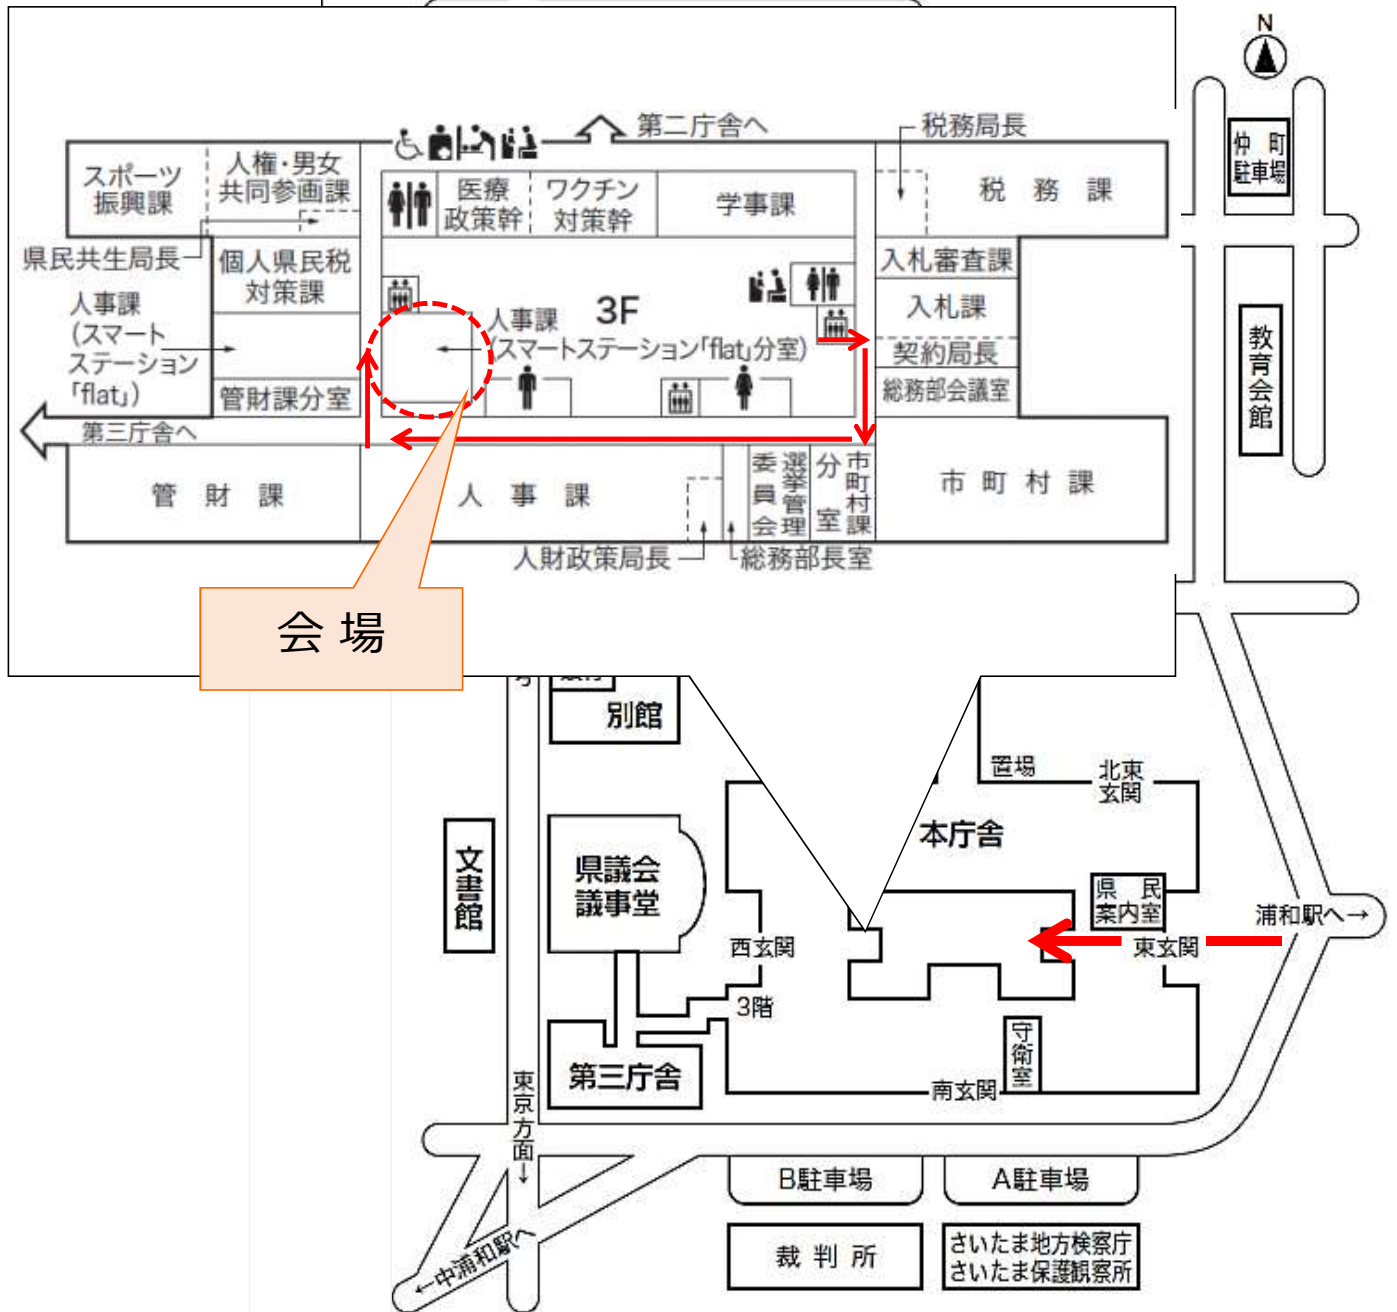 N
第二庁舎へ
税務局長
仲町
駐車場
スポーツ
振興課
人権・男女
共同参画課
医療
政策幹
ワクチン
対策幹
学事課
税務課
県民共生局長
個人県民税
対策課
入札審査課
人事課
(スマート
ステーション
「flat」)
人事課
(スマートステーション「flat」分室)
3F
入札課
契約局長
管財課分室
総務部会議室
教育会館
第三庁舎へ
管財課
人事課
選挙管理
委員会
市町村課
分室
市町村課
人財政策局長
総務部長室
会場
別館
置場
北東
玄関
本庁舎
文書館
県議会
議事堂
県民
案内室
浦和駅へ→
西玄関
東玄関
3階
守衛室
第三庁舎
南玄関
東京方面→
B駐車場
A駐車場
←中浦和駅へ
裁判所
さいたま地方検察庁
さいたま保護観察所